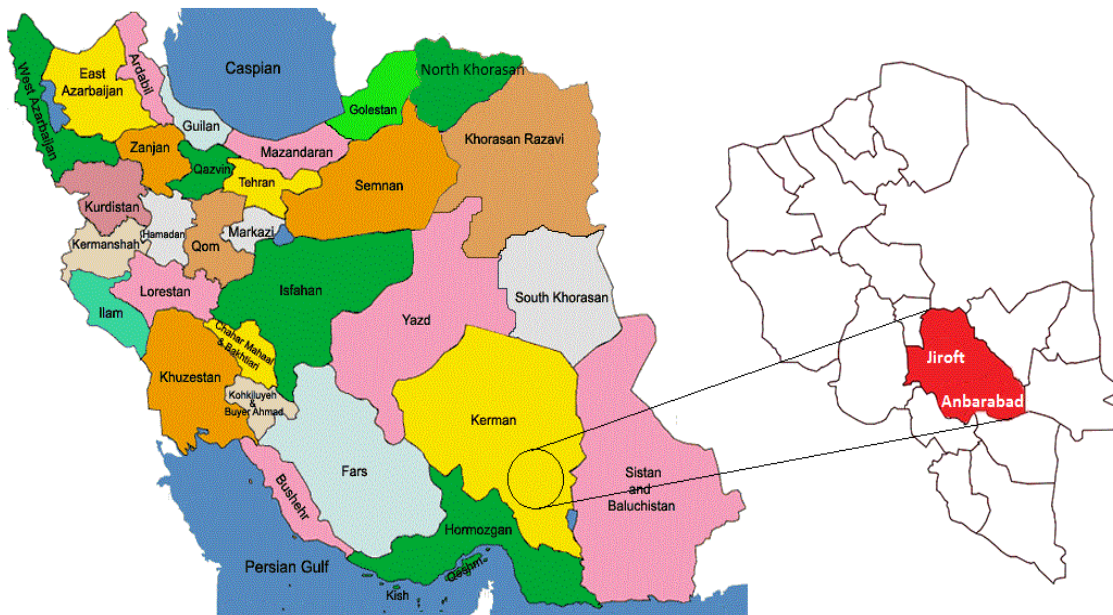 Caspian
North Khorasan
West Azarbaijan
East
Azarbaijan
Ardabil
Golestan
Guilan
Khorasan Razavi
Zanjan
Mazandaran
Qazvin
Tehran
Semnan
Kurdistan
Hamadan
Markazi
Kermanshah
Qom
Lorestan
Isfahan
South Khorasan
Ilam
Yazd
Chahar Mahaal
& Bakhtiari
Khuzestan
Kohkiluyeh
&
Buyer Ahmad
Kerman
Fars
Sistan
and
Baluchistan
Bushehr
Hormozgan
Persian Gulf
Qeshm
Kish
Jiroft
Anbarabad